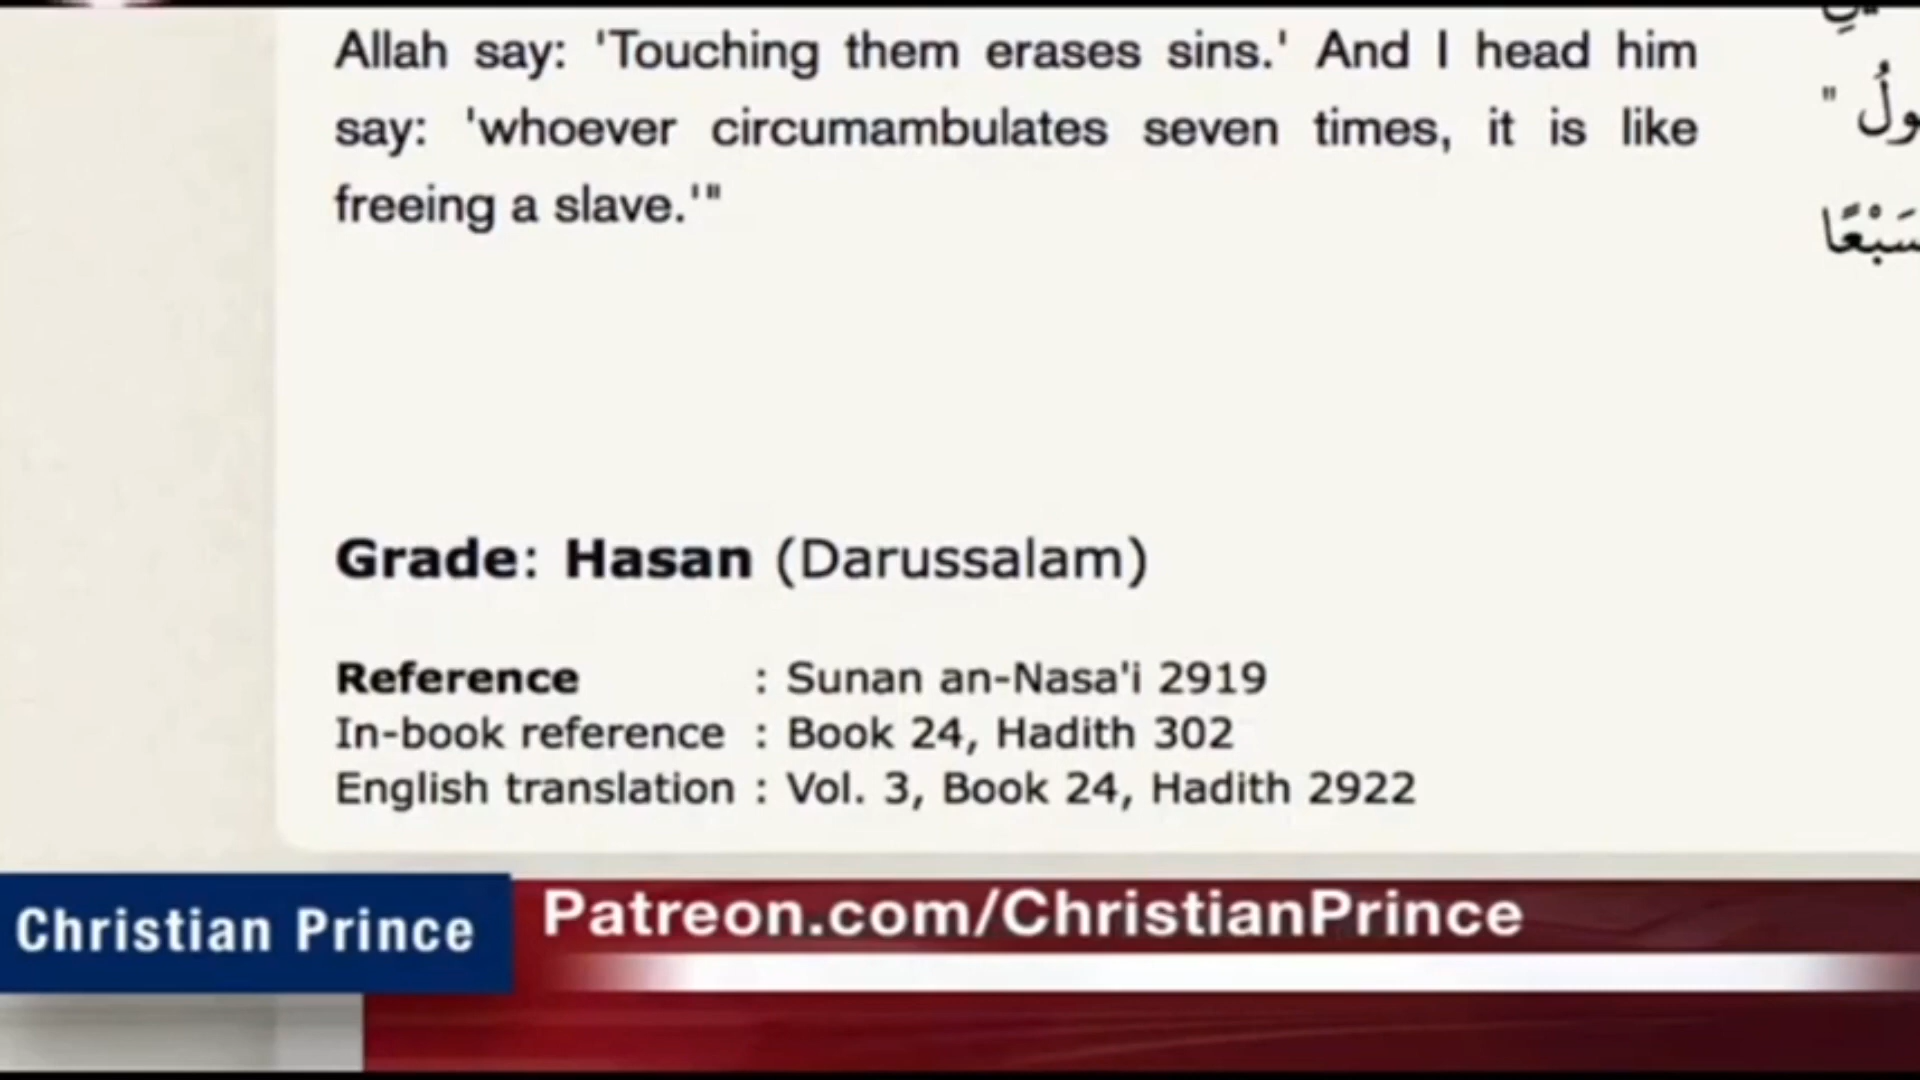 Allah say: 'Touching them erases sins.' And I head him
say: 'whoever circumambulates seven times, it is like
freeing a slave.'"
سَبْعًا
Grade: Hasan (Darussalam)
Reference : Sunan an-Nasa'i 2919
In-book reference : Book 24, Hadith 302
English translation : Vol. 3, Book 24, Hadith 2922
Christian Prince
Patreon.com/ChristianPrince